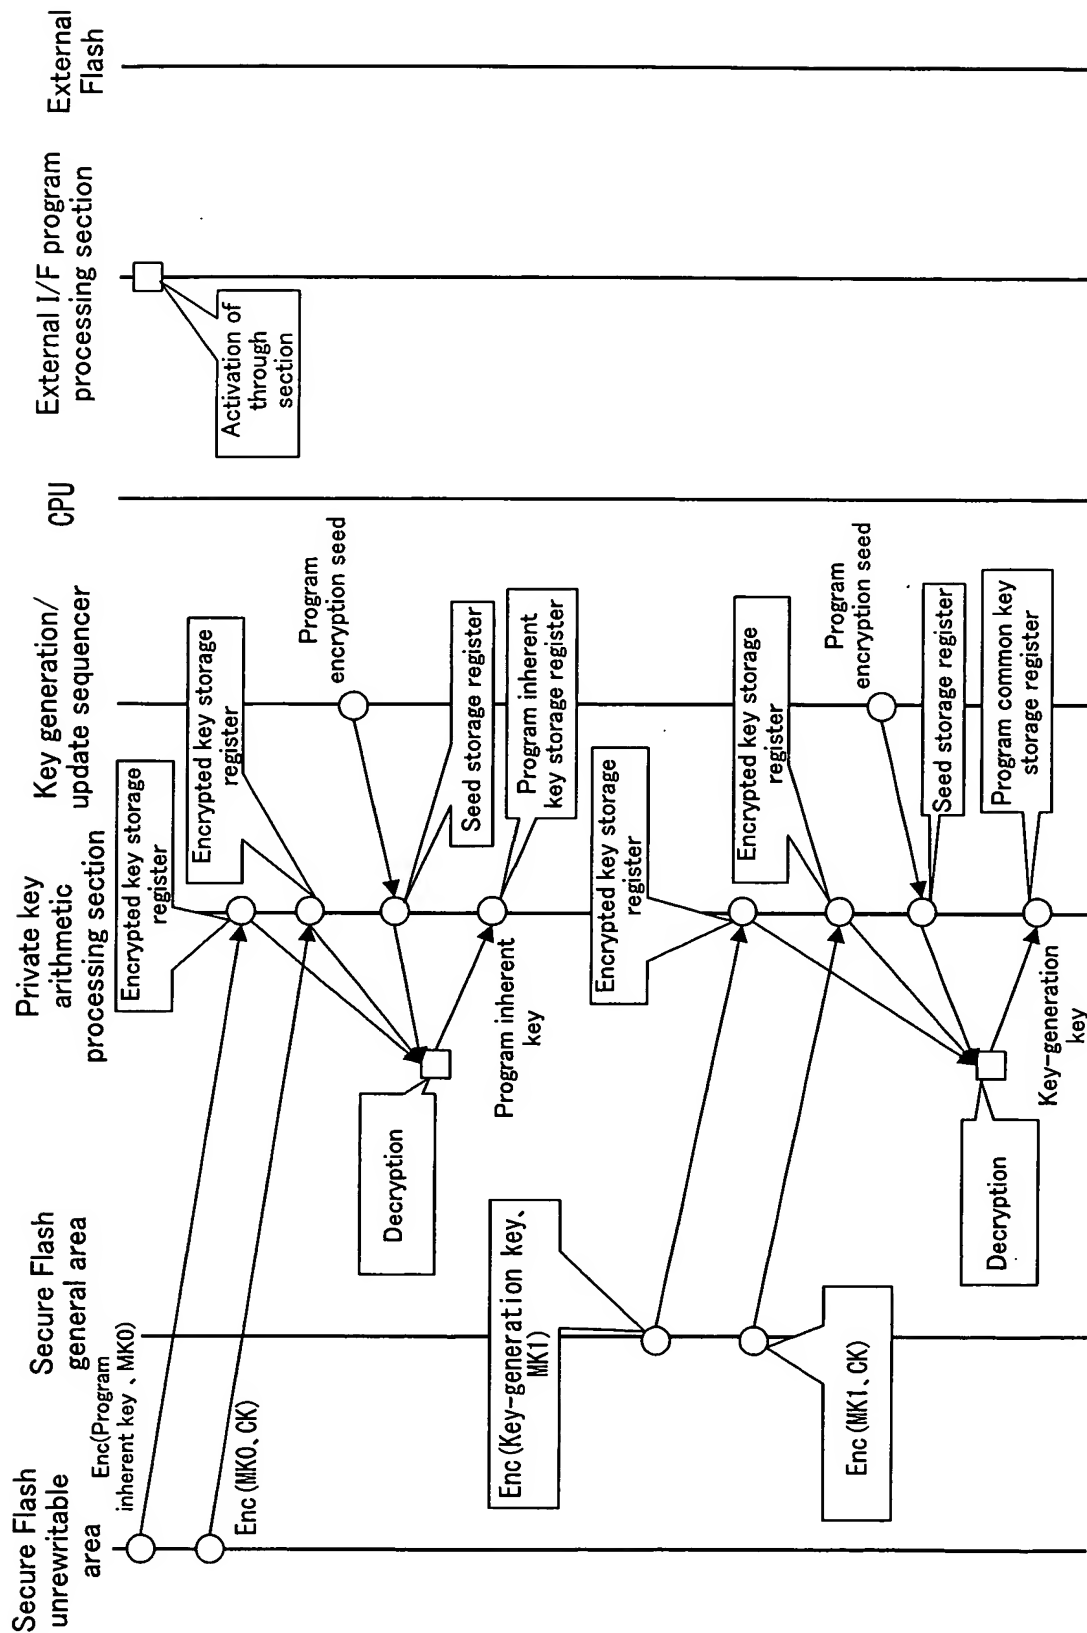 Secure Flash
unrewritable
area
Secure Flash
general area
Private key
arithmetic
processing section
Key generation/
update sequencer
CPU
External I/F program
processing section
External
Flash
Enc(Program
inherent key、MK0)
Enc(MK0、CK)
Encrypted key storage
register
Encrypted key storage
register
Activation of
through
section
Program
encryption seed
Decryption
Seed storage register
Program inherent
key
Program inherent
key storage register
Enc(Key-generation key、
MK1)
Encrypted key storage
register
Encrypted key storage
register
Enc(MK1、CK)
Program
encryption seed
Seed storage register
Decryption
Key-generation
key
Program common key
storage register